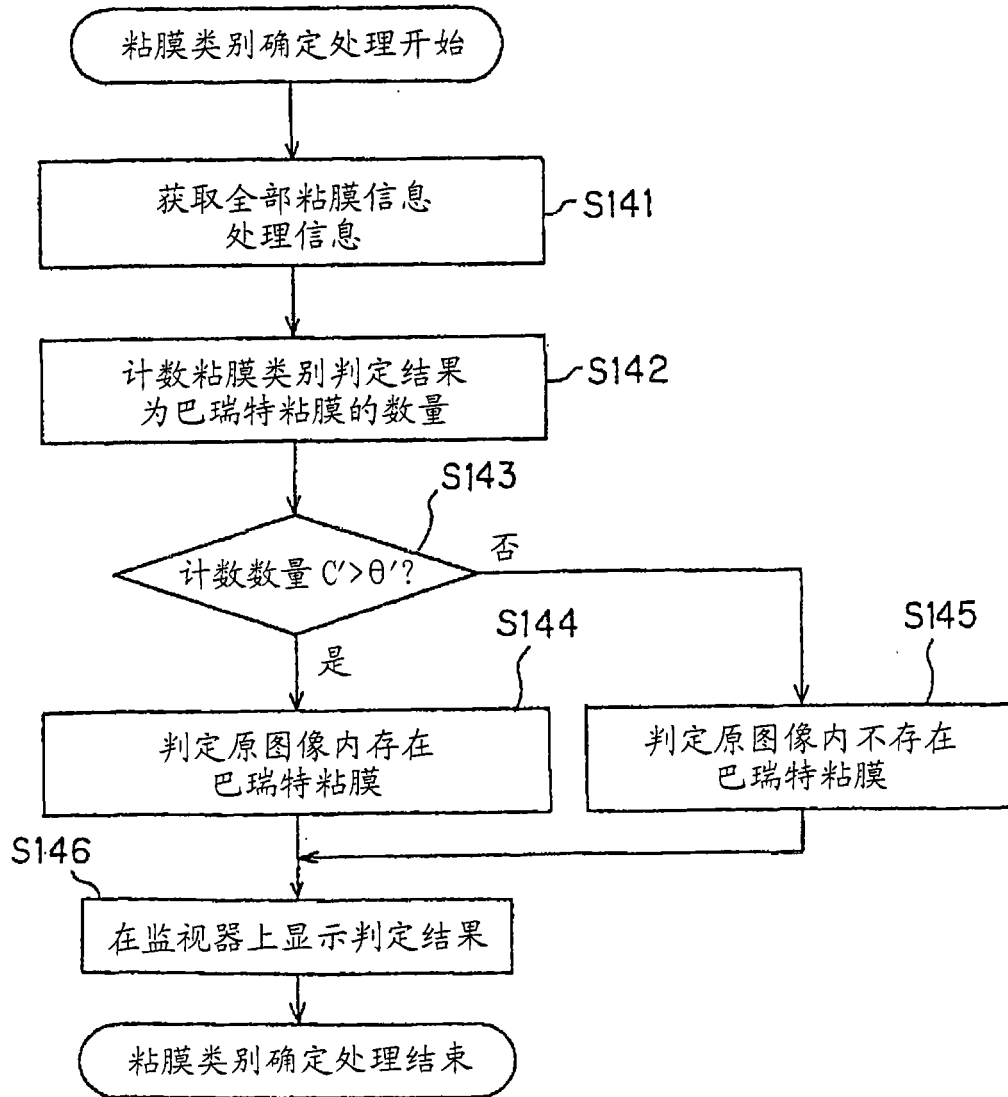 粘膜类别确定处理开始
获取全部粘膜信息
处理信息
S141
计数粘膜类别判定结果
为巴瑞特粘膜的数量
S142
S143
计数数量 C′>θ′?
否
是
S144
S145
判定原图像内存在
巴瑞特粘膜
判定原图像内不存在
巴瑞特粘膜
S146
在监视器上显示判定结果
粘膜类别确定处理结束